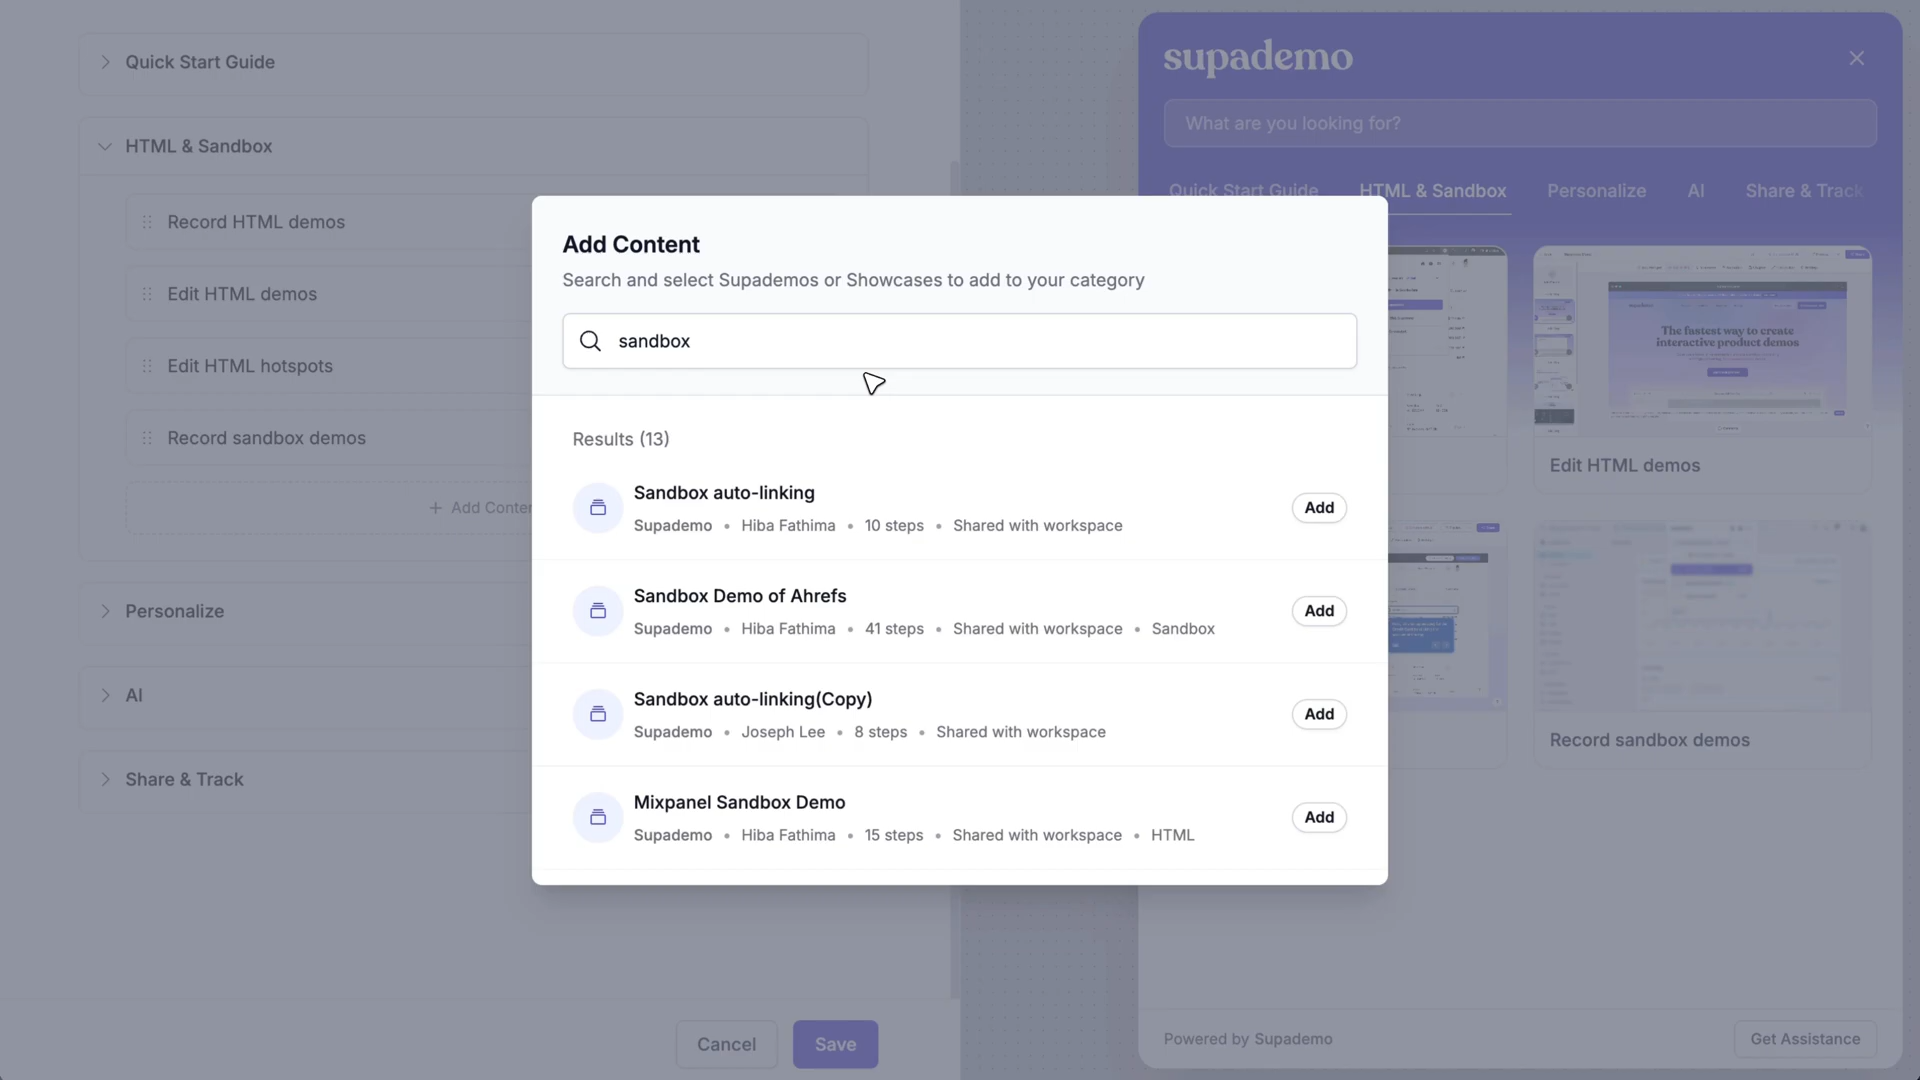 Quick Start Guide
HTML & Sandbox
Record HTML demos
Edit HTML demos
Edit HTML hotspots
Record sandbox demos
+ Add Conte
Personalize
AI
Share & Track
Cancel
Save
Add Content
Search and select Supademos or Showcases to add to your category
sandbox
Results (13)
Sandbox auto-linking
Supademo • Hiba Fathima • 10 steps • Shared with workspace
Add
Sandbox Demo of Ahrefs
Supademo • Hiba Fathima • 41 steps • Shared with workspace • Sandbox
Add
Sandbox auto-linking(Copy)
Supademo • Joseph Lee • 8 steps • Shared with workspace
Add
Mixpanel Sandbox Demo
Supademo • Hiba Fathima • 15 steps • Shared with workspace • HTML
Add
supademo
What are you looking for?
Quick Start Guide HTML & Sandbox Personalize AI Share & Track
The fastest way to create
interactive product demos
Edit HTML demos
Record sandbox demos
Powered by Supademo
Get Assistance